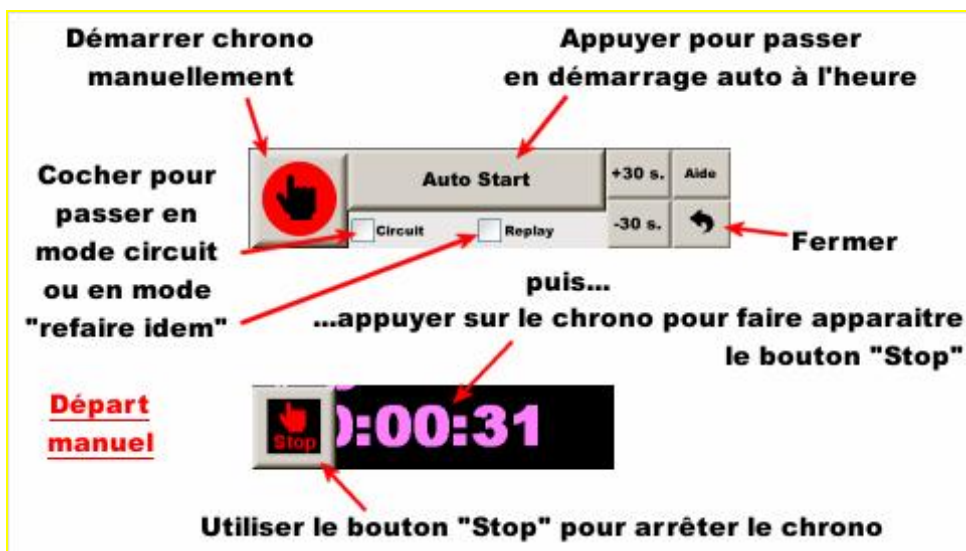 Démarrer chrono
manuellement
Appuyer pour passer
en démarrage auto à l'heure
Auto Start
+30 s.
Aide
Circuit
Replay
-30 s.
Cocher pour
passer en
mode circuit
ou en mode
"refaire idem"
Fermer
puis...
...appuyer sur le chrono pour faire apparaitre
le bouton "Stop"
Départ
manuel
Stop
0:00:31
Utiliser le bouton "Stop" pour arrêter le chrono